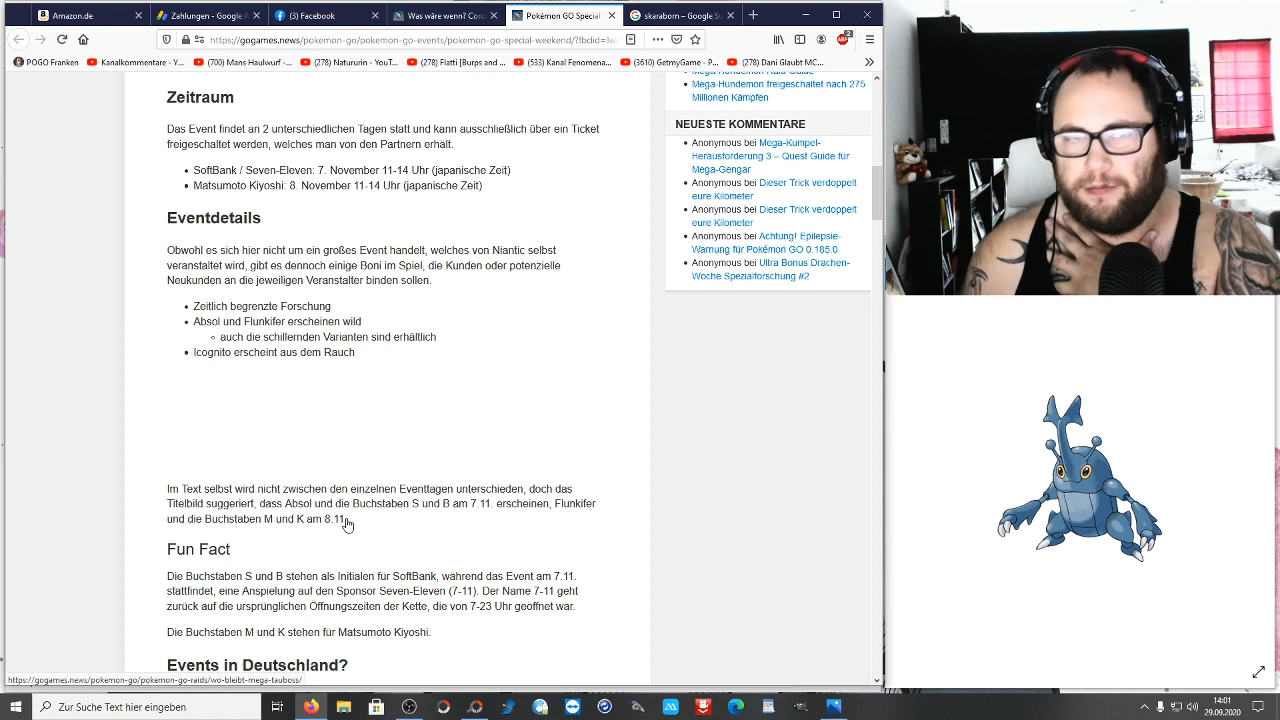 Amazon.de
Zahlungen - Google A
(3) Facebook
Was wäre wenn? Coro
Pokémon GO Special
skaraborn – Google Su
https://gogames.news/pokemon-go/pokemon-go-events/pokemon-go-special-weekend/?fbclid=Iw
POGO Franken
Kanalkommentare - Y...
(700) Mans Haulwurf -...
(278) Natururin - YouT...
(278) Flatti (Burps and ...
(533) Kanal Fenomena...
(3610) GetmyGame - P...
(278) Dani Glaubt MC...
Zeitraum
Das Event findet an 2 unterschiedlichen Tagen statt und kann ausschließlich über ein Ticket
freigeschaltet werden, welches man von den Partnern erhält.
SoftBank / Seven-Eleven: 7. November 11-14 Uhr (japanische Zeit)
Matsumoto Kiyoshi: 8. November 11-14 Uhr (japanische Zeit)
Eventdetails
Obwohl es sich hier nicht um ein großes Event handelt, welches von Niantic selbst
veranstaltet wird, gibt es dennoch einige Boni im Spiel, die Kunden oder potenzielle
Neukunden an die jeweiligen Veranstalter binden sollen.
Zeitlich begrenzte Forschung
Absol und Flunkifer erscheinen wild
auch die schillernden Varianten sind erhältlich
Icognito erscheint aus dem Rauch
Im Text selbst wird nicht zwischen den einzelnen Eventtagen unterschieden, doch das
Titelbild suggeriert, dass Absol und die Buchstaben S und B am 7.11. erscheinen, Flunkifer
und die Buchstaben M und K am 8.11.
Fun Fact
Die Buchstaben S und B stehen als Initialen für SoftBank, während das Event am 7.11.
stattfindet, eine Anspielung auf den Sponsor Seven-Eleven (7-11). Der Name 7-11 geht
zurück auf die ursprünglichen Öffnungszeiten der Kette, die von 7-23 Uhr geöffnet war.
Die Buchstaben M und K stehen für Matsumoto Kiyoshi.
Events in Deutschland?
Mega-Hundemon Raid Guide
Mega-Hundemon freigeschaltet nach 275
Millionen Kämpfen
NEUESTE KOMMENTARE
Anonymous bei Mega-Kumpel-
Herausforderung 3 – Quest Guide für
Mega-Gengar
Anonymous bei Dieser Trick verdoppelt
eure Kilometer
Anonymous bei Dieser Trick verdoppelt
eure Kilometer
Anonymous bei Achtung! Epilepsie-
Warnung für Pokémon GO 0.185.0
Anonymous bei Ultra Bonus Drachen-
Woche Spezialforschung #2
https://gogames.news/pokemon-go/pokemon-go-raids/wo-bleibt-mega-tauboss/
Zur Suche Text hier eingeben
14:01
29.09.2020